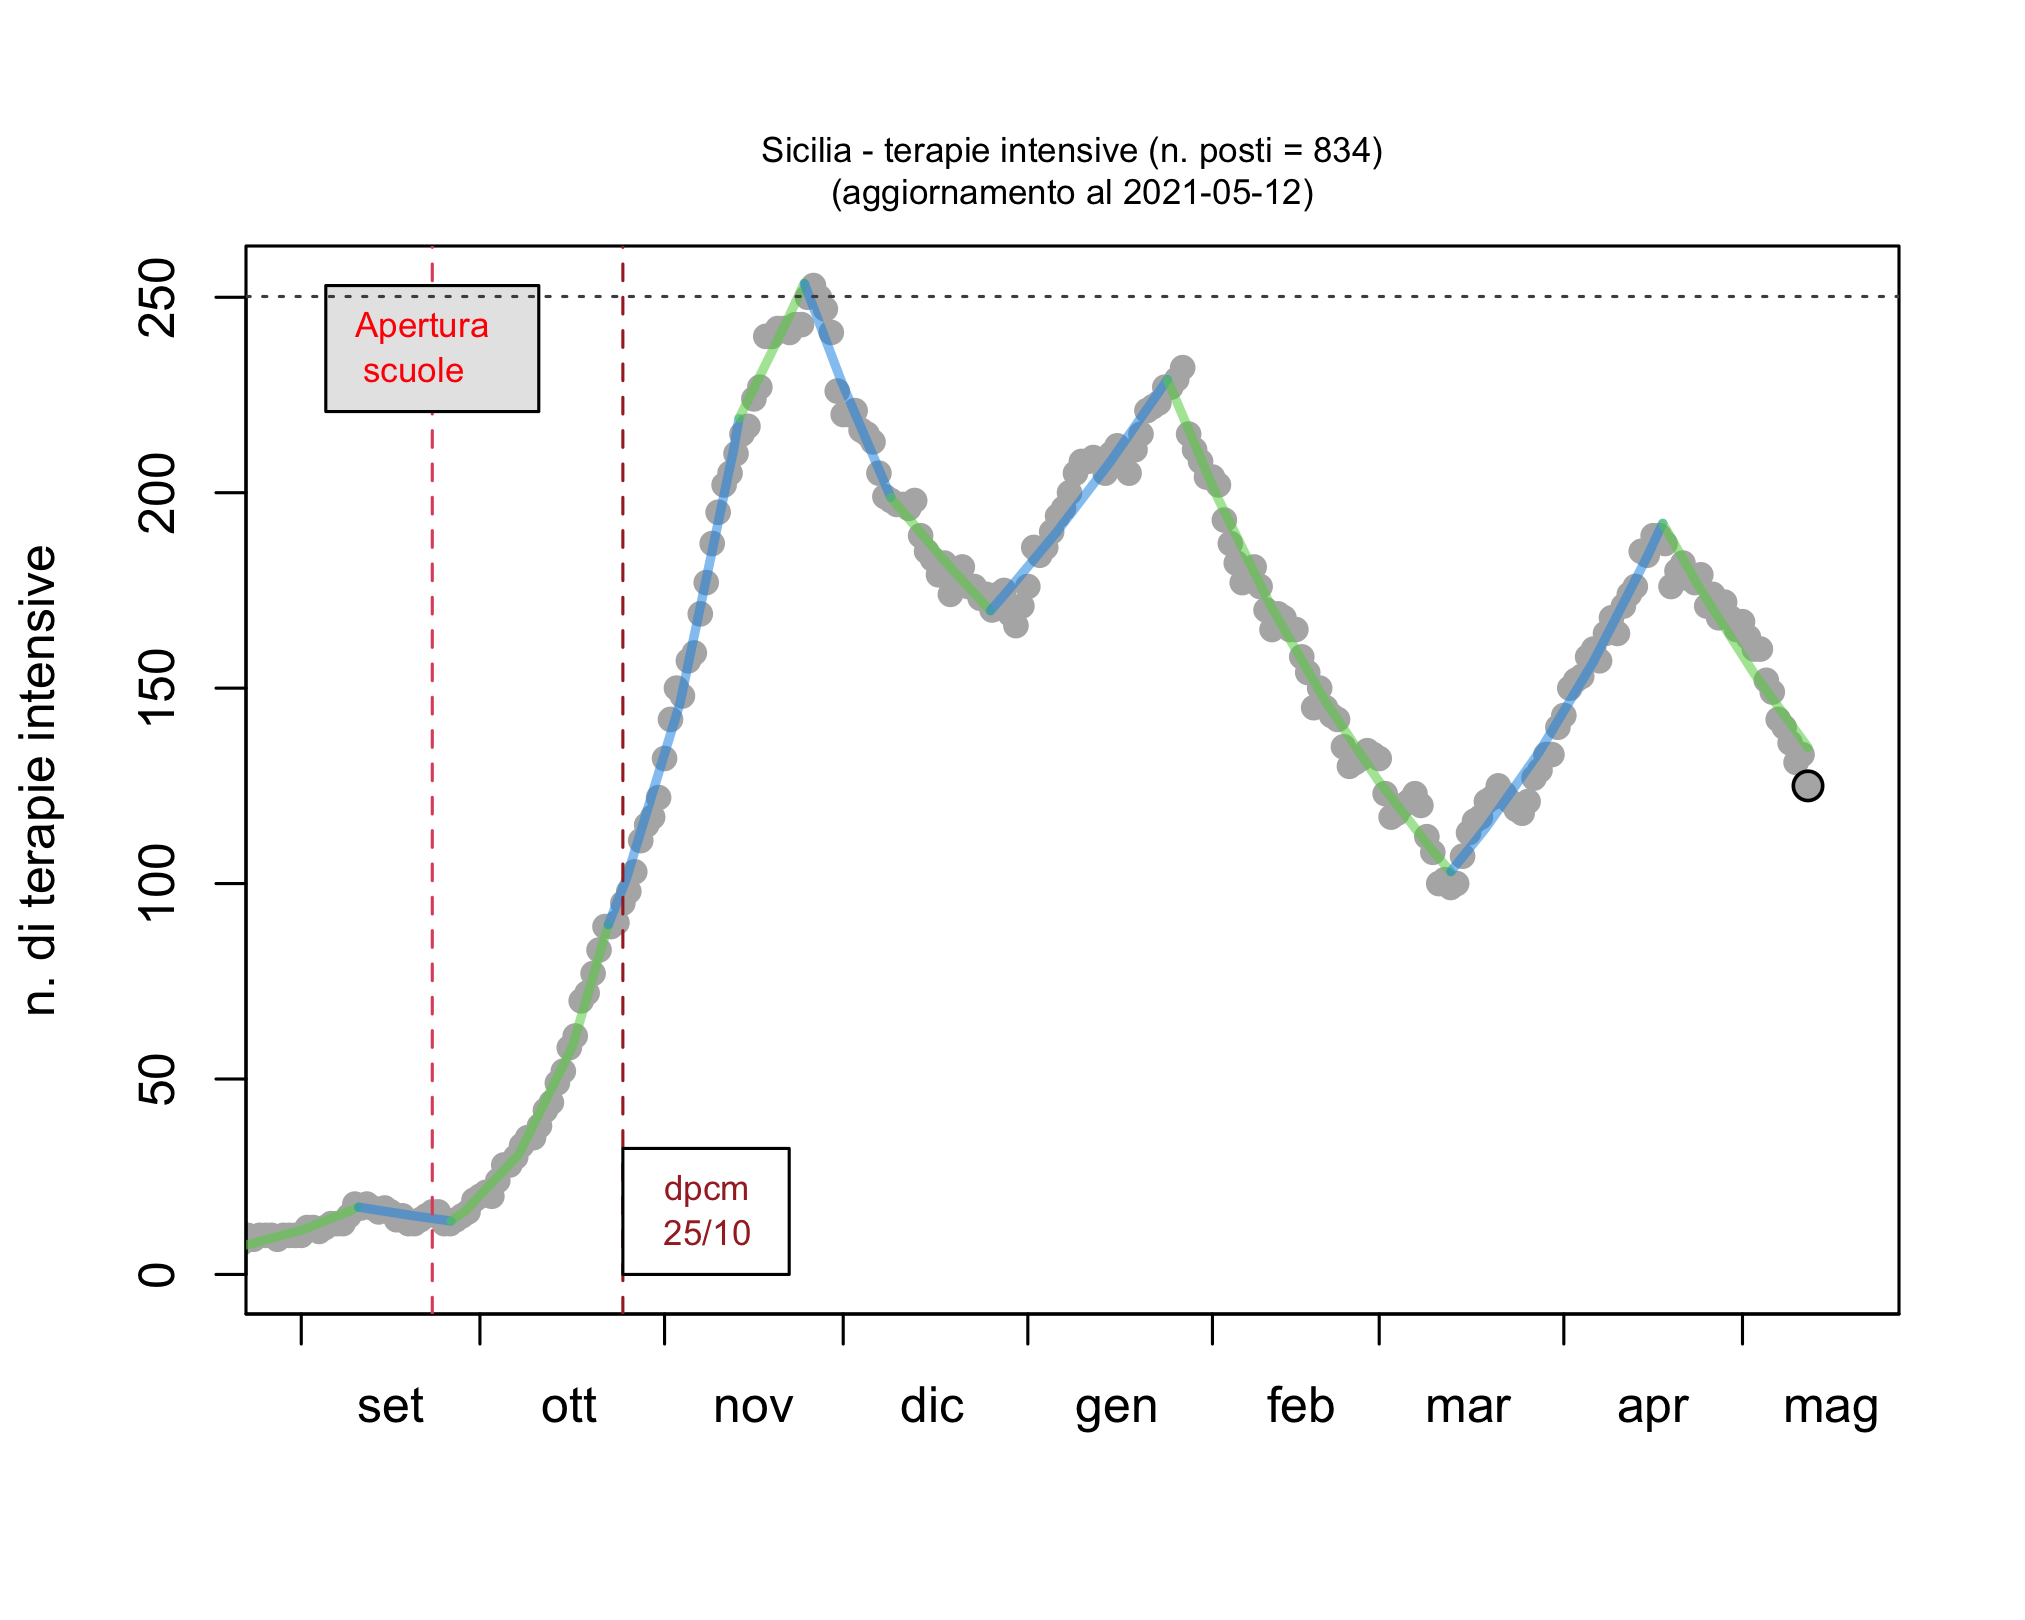 Sicilia - terapie intensive (n. posti = 834)
(aggiornamento al 2021-05-12)
n. di terapie intensive
250
200
150
100
50
0
Apertura
scuole
dpcm
25/10
set ott nov dic gen feb mar apr mag